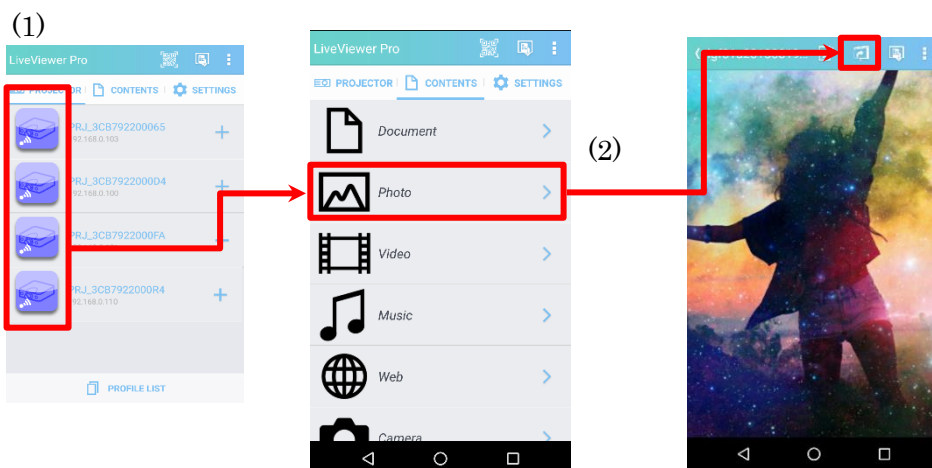 (1)
LiveViewer Pro
PROJECTOR
CONTENTS
SETTINGS
PRJ_3CB792200065
192.168.0.103
PRJ_3CB7922000D4
192.168.0.100
PRJ_3CB7922000FA
PRJ_3CB7922000R4
192.168.0.110
PROFILE LIST
LiveViewer Pro
PROJECTOR
CONTENTS
SETTINGS
Document
Photo
Video
Music
Web
Camera
(2)